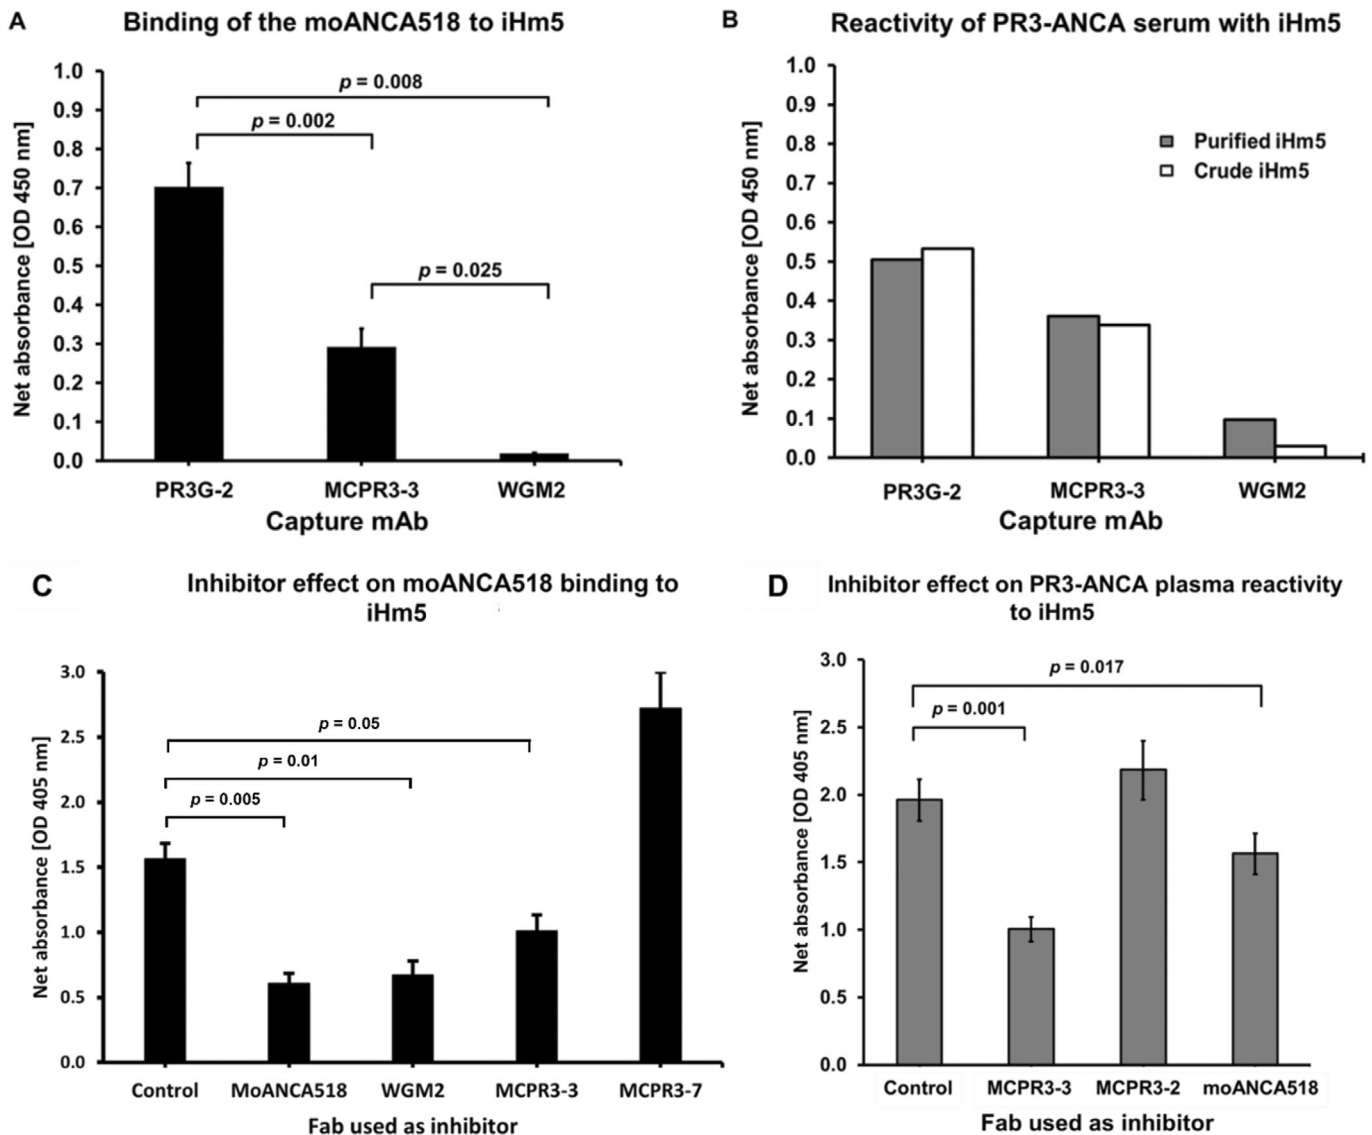 A
Binding of the moANCA518 to iHm5
1.0
0.9
0.8
0.7
0.6
0.5
0.4
0.3
0.2
0.1
0.0
Net absorbance [OD 450 nm]
p = 0.008
p = 0.002
p = 0.025
PR3G-2 MCPR3-3 WGM2
Capture mAb
B
Reactivity of PR3-ANCA serum with iHm5
1.0
0.9
0.8
0.7
0.6
0.5
0.4
0.3
0.2
0.1
0.0
Net absorbance [OD 450 nm]
Purified iHm5
Crude iHm5
PR3G-2 MCPR3-3 WGM2
Capture mAb
C
Inhibitor effect on moANCA518 binding to
iHm5
3.0
2.5
2.0
1.5
1.0
0.5
0.0
Net absorbance [OD 405 nm]
p = 0.05
p = 0.01
p = 0.005
Control MoANCA518 WGM2 MCPR3-3 MCPR3-7
Fab used as inhibitor
D
Inhibitor effect on PR3-ANCA plasma reactivity
to iHm5
3.0
2.5
2.0
1.5
1.0
0.5
0.0
Net absorbance [OD 405 nm]
p = 0.017
p = 0.001
Control MCPR3-3 MCPR3-2 moANCA518
Fab used as inhibitor